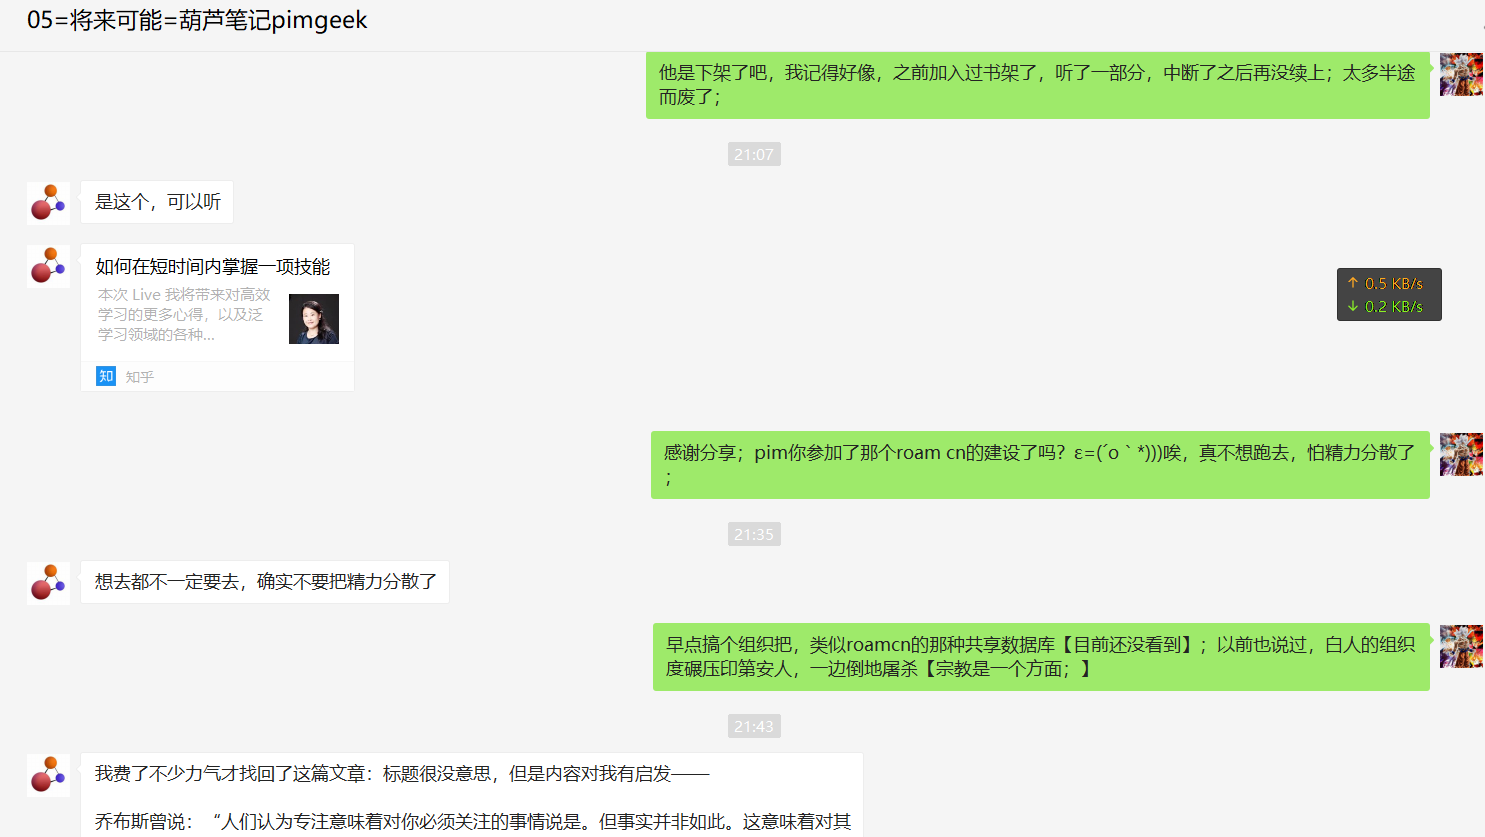 05=将来可能=葫芦笔记pimgeek
他是下架了吧，我记得好像，之前加入过书架了，听了一部分，中断了之后再没续上；太多半途
而废了；
21:07
是这个，可以听
如何在短时间内掌握一项技能
本次 Live 我将带来对高效
学习的更多心得，以及泛
学习领域的各种...
知 知乎
↑ 0.5 KB/s
↓ 0.2 KB/s
感谢分享；pim你参加了那个roam cn的建设了吗？ε=(´ο｀*)))唉，真不想跑去，怕精力分散了
；
21:35
想去都不一定要去，确实不要把精力分散了
早点搞个组织把，类似roamcn的那种共享数据库【目前还没看到】；以前也说过，白人的组织
度碾压印第安人，一边倒地屠杀【宗教是一个方面；】
21:43
我费了不少力气才找回了这篇文章：标题很没意思，但是内容对我有启发——
乔布斯曾说：“人们认为专注意味着对你必须关注的事情说是。但事实并非如此。这意味着对其